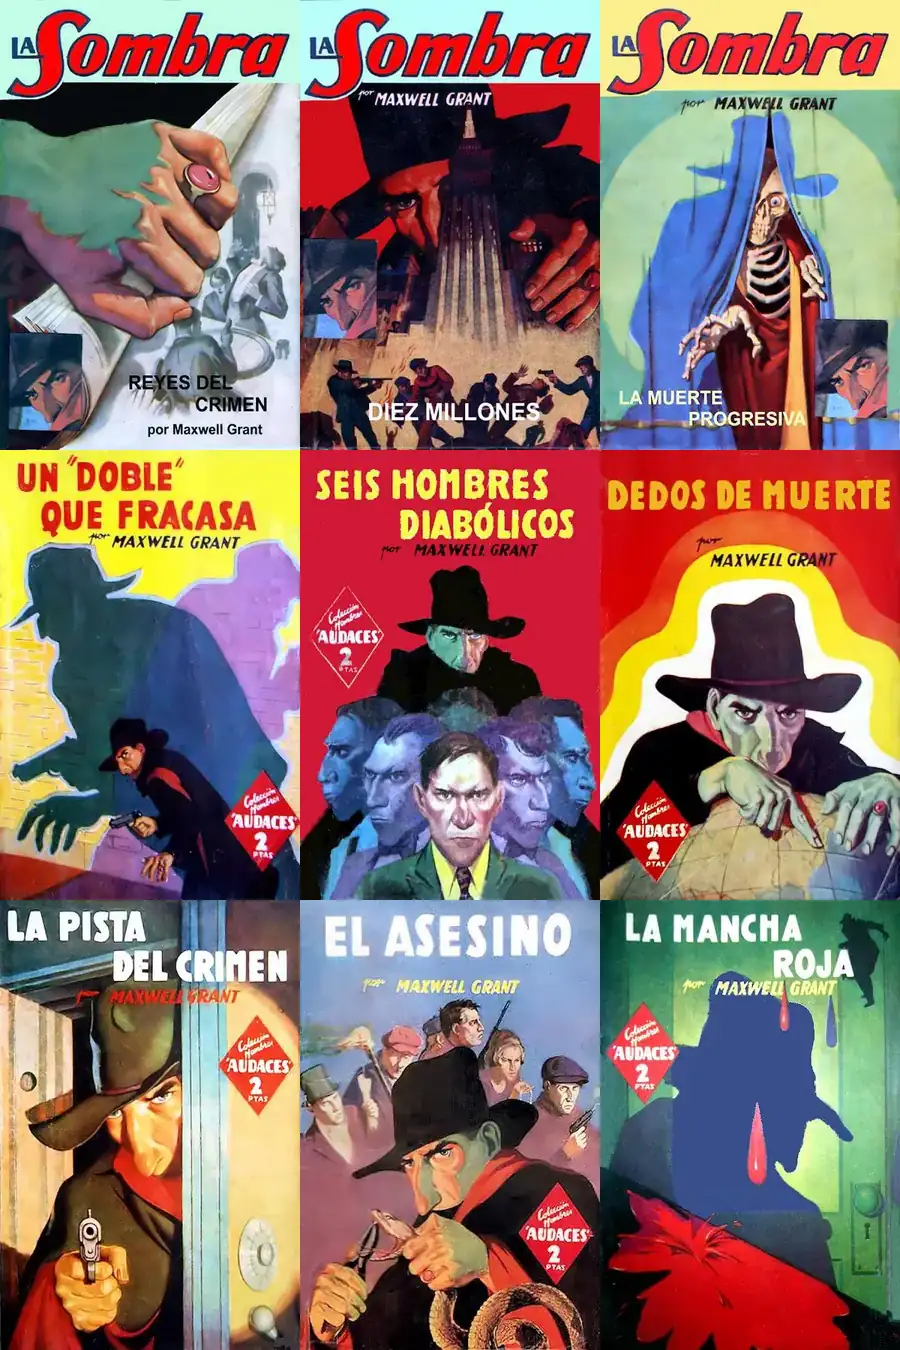 LA Sombra
REYES DEL
CRIMEN
por Maxwell Grant
LA Sombra
por MAXWELL GRANT
DIEZ MILLONES
LA Sombra
por MAXWELL GRANT
LA MUERTE
PROGRESIVA
UN "DOBLE"
QUE FRACASA
por MAXWELL GRANT
Colección
Hombres
'AUDACES'
2
PTAS
SEIS HOMBRES
DIABÓLICOS
por MAXWELL GRANT
Colección
Hombres
'AUDACES'
2
PTAS
DEDOS DE MUERTE
por
MAXWELL GRANT
Colección
Hombres
'AUDACES'
2
PTAS
LA PISTA
DEL CRIMEN
por MAXWELL GRANT
Colección
Hombres
'AUDACES'
2
PTAS
EL ASESINO
por MAXWELL GRANT
Colección
Hombres
'AUDACES'
2
PTAS
LA MANCHA
ROJA
por MAXWELL GRANT
Colección
Hombres
'AUDACES'
2
PTAS